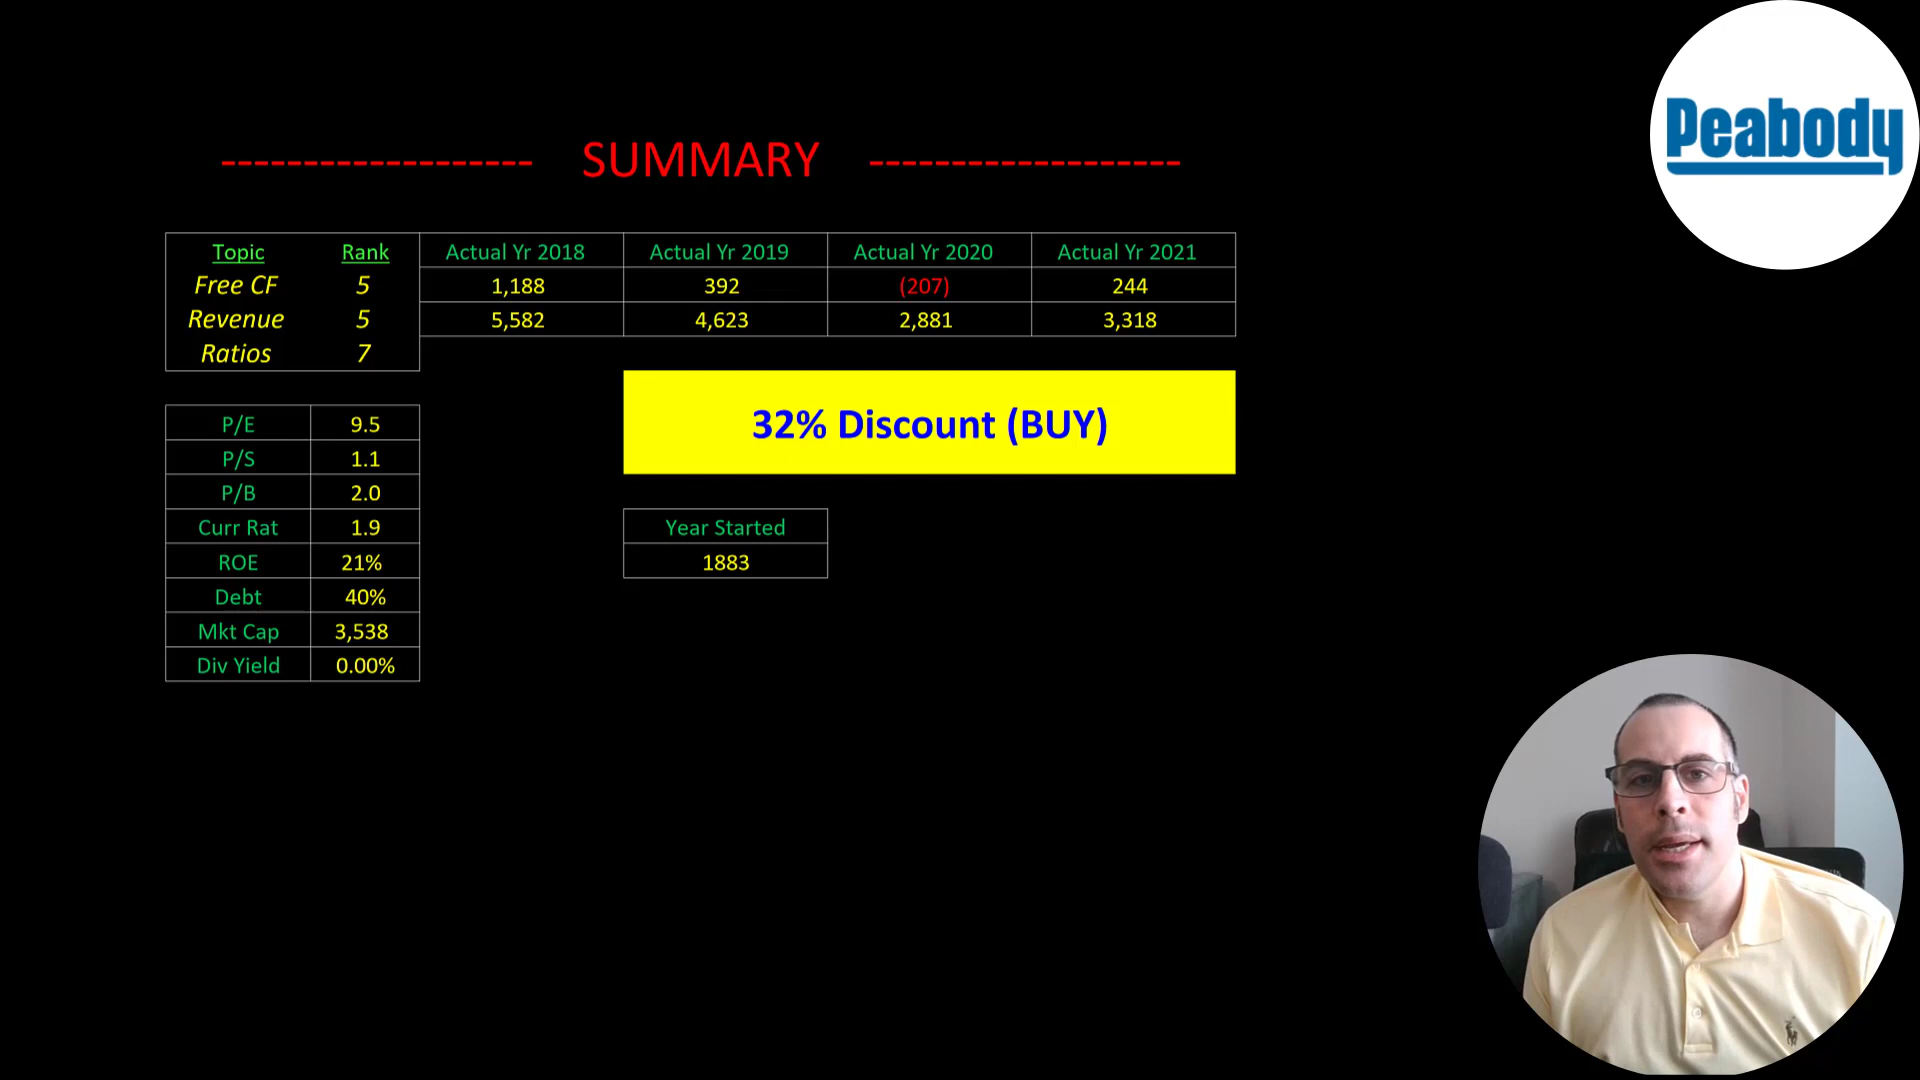 Peabody
------------------- SUMMARY -------------------
Topic Rank Actual Yr 2018 Actual Yr 2019 Actual Yr 2020 Actual Yr 2021
Free CF 5 1,188 392 (207) 244
Revenue 5 5,582 4,623 2,881 3,318
Ratios 7
32% Discount (BUY)
P/E 9.5
P/S 1.1
P/B 2.0
Curr Rat 1.9
ROE 21%
Debt 40%
Mkt Cap 3,538
Div Yield 0.00%
Year Started
1883